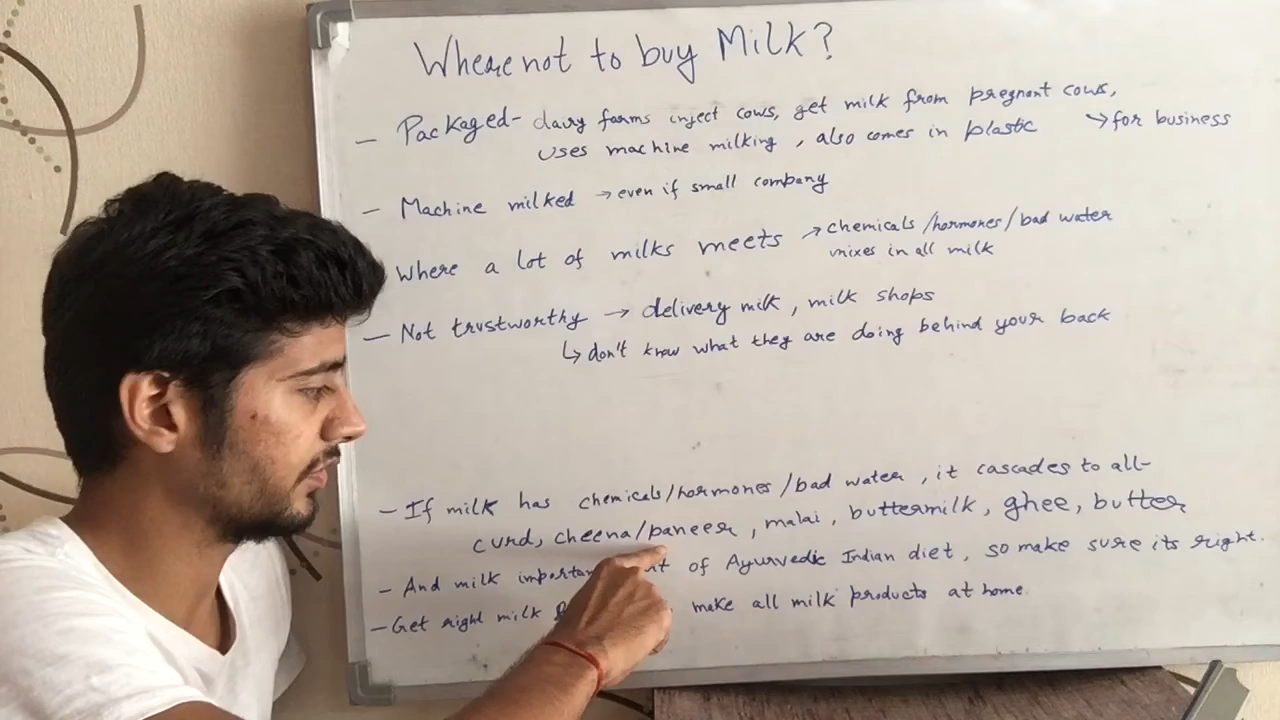 Where not to buy Milk?
- Packaged- dairy farms inject cows, get milk from pregnant cows,
uses machine milking, also comes in plastic → for business
- Machine milked → even if small company
Where a lot of milks meets → chemicals/hormones/bad water
mixes in all milk
- Not trustworthy → delivery milk, milk shops
↳ don't know what they are doing behind your back
- If milk has chemicals/hormones/bad water, it cascades to all-
curd, cheena/paneer, malai, buttermilk, ghee, butter
- And milk of Ayurvedic Indian diet, so make sure its right.
- Get right milk make all milk products at home.